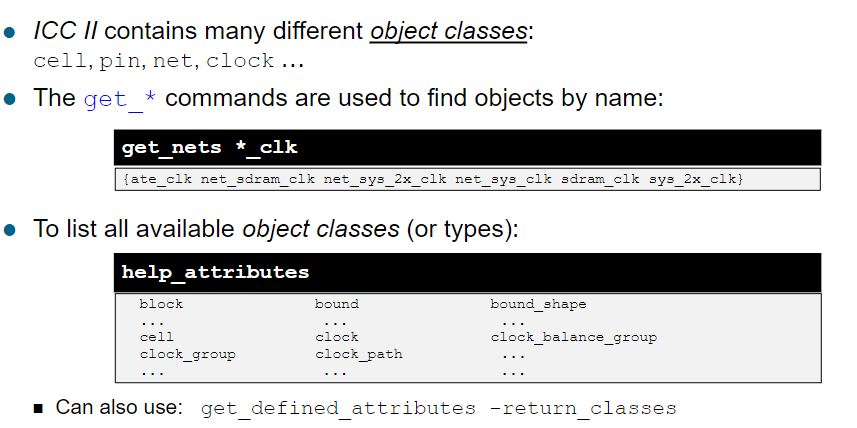 ICC II contains many different object classes:
cell, pin, net, clock ...
The get_* commands are used to find objects by name:
get_nets *_clk
{ate_clk net_sdram_clk net_sys_2x_clk net_sys_clk sdram_clk sys_2x_clk}
To list all available object classes (or types):
help_attributes
block bound bound_shape
... ... ...
cell clock clock_balance_group
clock_group clock_path ...
... ... ...
Can also use: get_defined_attributes -return_classes